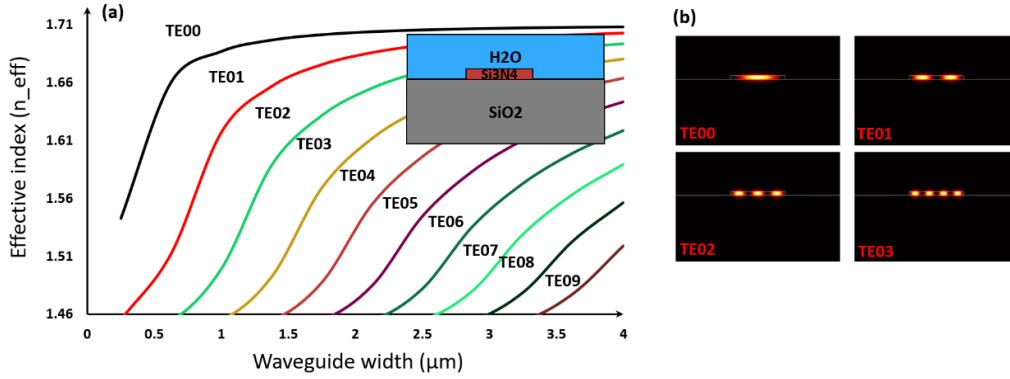 (a)
Effective index (n_eff)
1.71
1.66
1.61
1.56
1.51
1.46
TE00
TE01
TE02
TE03
TE04
TE05
TE06
TE07
TE08
TE09
H2O
Si3N4
SiO2
0
0.5
1
1.5
2
2.5
3
3.5
4
Waveguide width (μm)
(b)
TE00
TE01
TE02
TE03